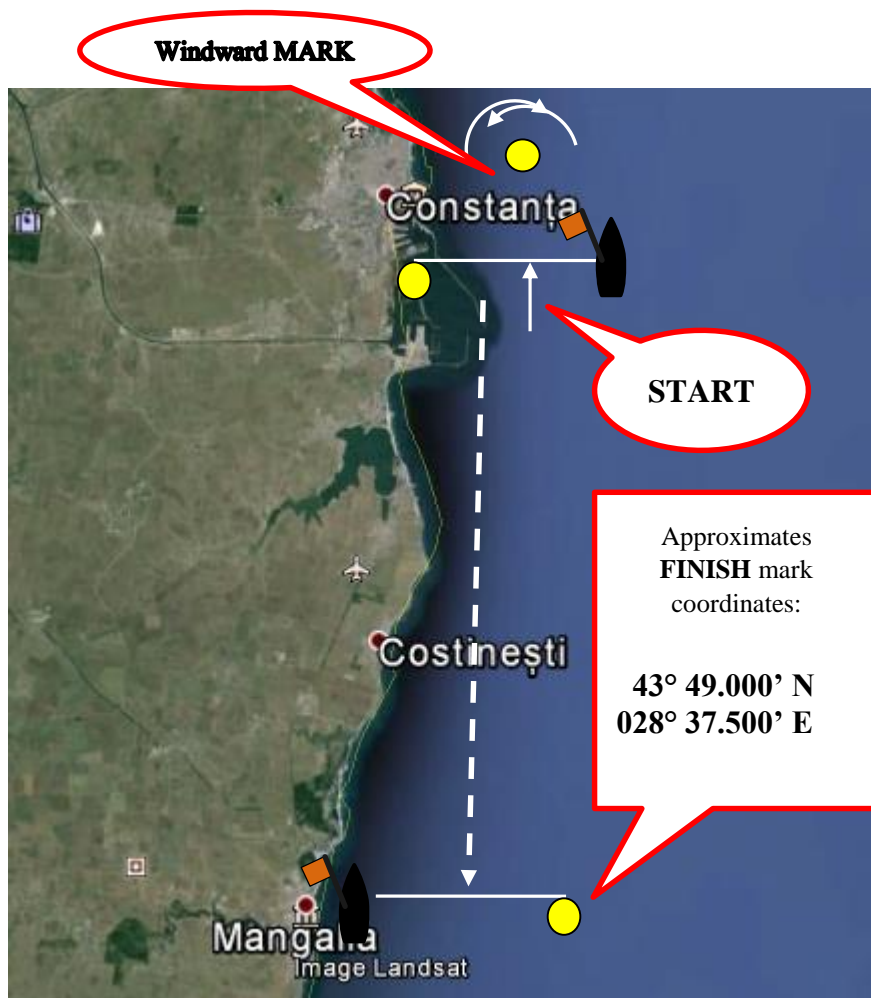 Windward MARK
Constanța
START
Approximates
FINISH mark
coordinates:
43° 49.000’ N
028° 37.500’ E
Costinești
Mangalia
Image Landsat